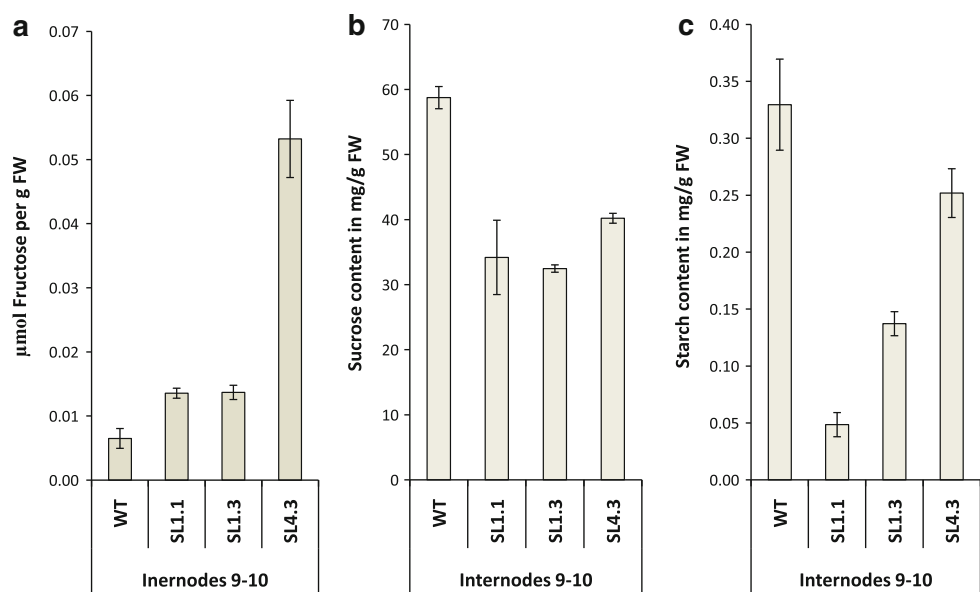 a
0.07
0.06
0.05
0.04
0.03
0.02
0.01
0.00
µmol Fructose per g FW
WT
SL1.1
SL1.3
SL4.3
Inernodes 9-10
b
70
60
50
40
30
20
10
0
Sucrose content in mg/g FW
WT
SL1.1
SL1.3
SL4.3
Internodes 9-10
c
0.40
0.35
0.30
0.25
0.20
0.15
0.10
0.05
0.00
Starch content in mg/g FW
WT
SL1.1
SL1.3
SL4.3
Internodes 9-10